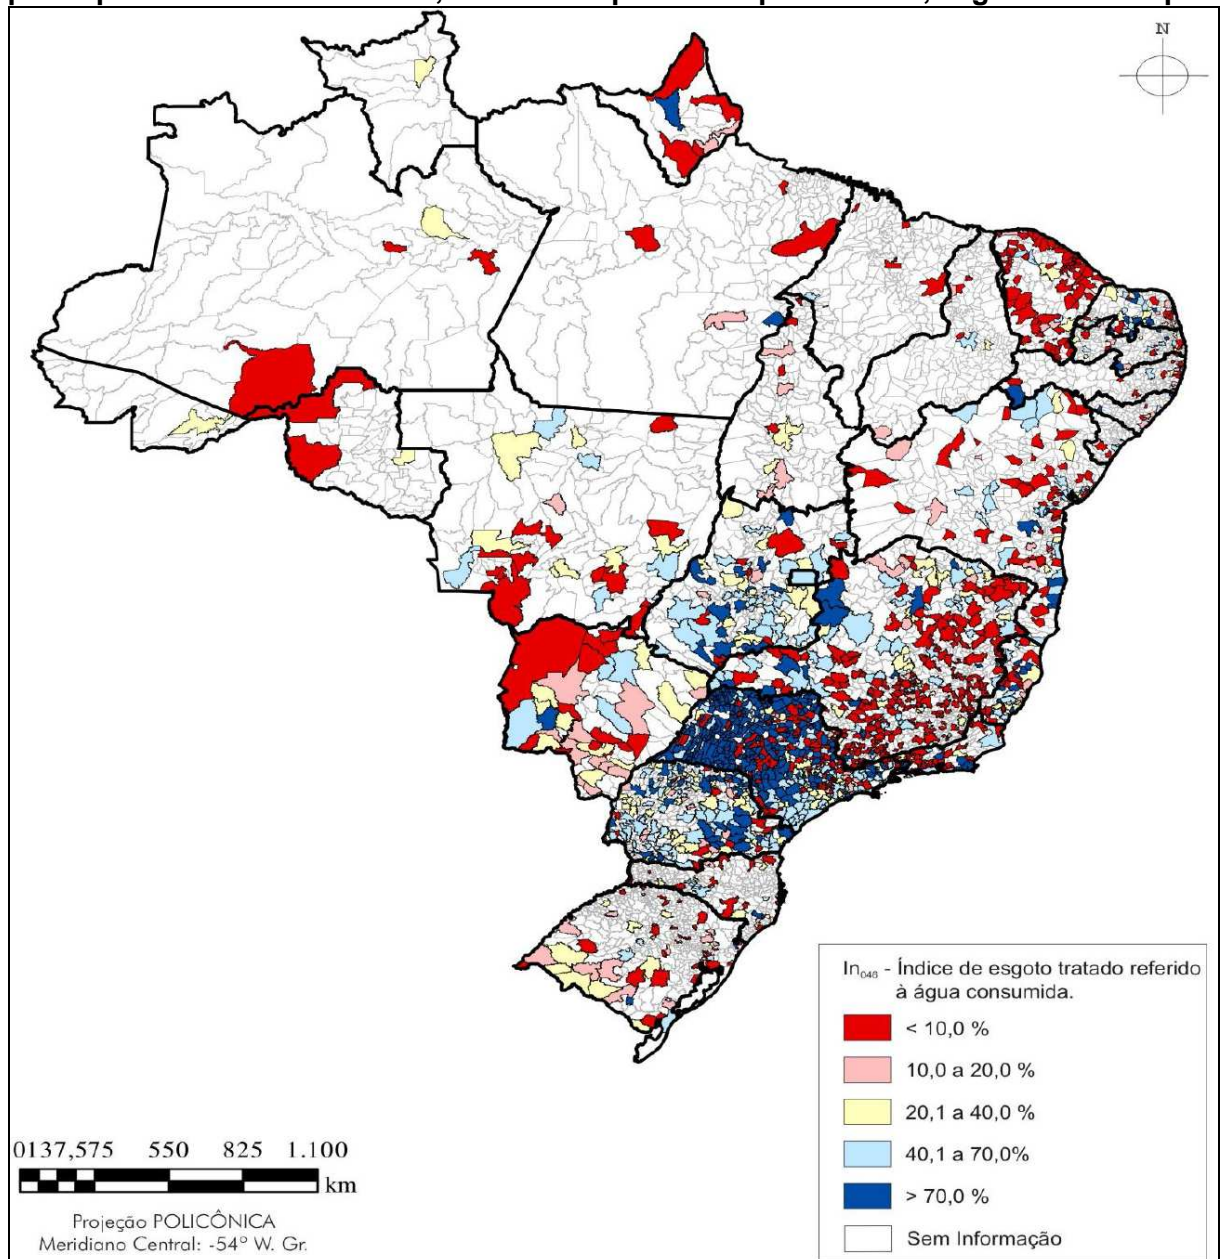 N
In046 - Índice de esgoto tratado referido
à água consumida.
< 10,0 %
10,0 a 20,0 %
20,1 a 40,0 %
40,1 a 70,0%
> 70,0 %
Sem Informação
0137,575 550 825 1.100
km
Projeção POLICÔNICA
Meridiano Central: -54° W. Gr.